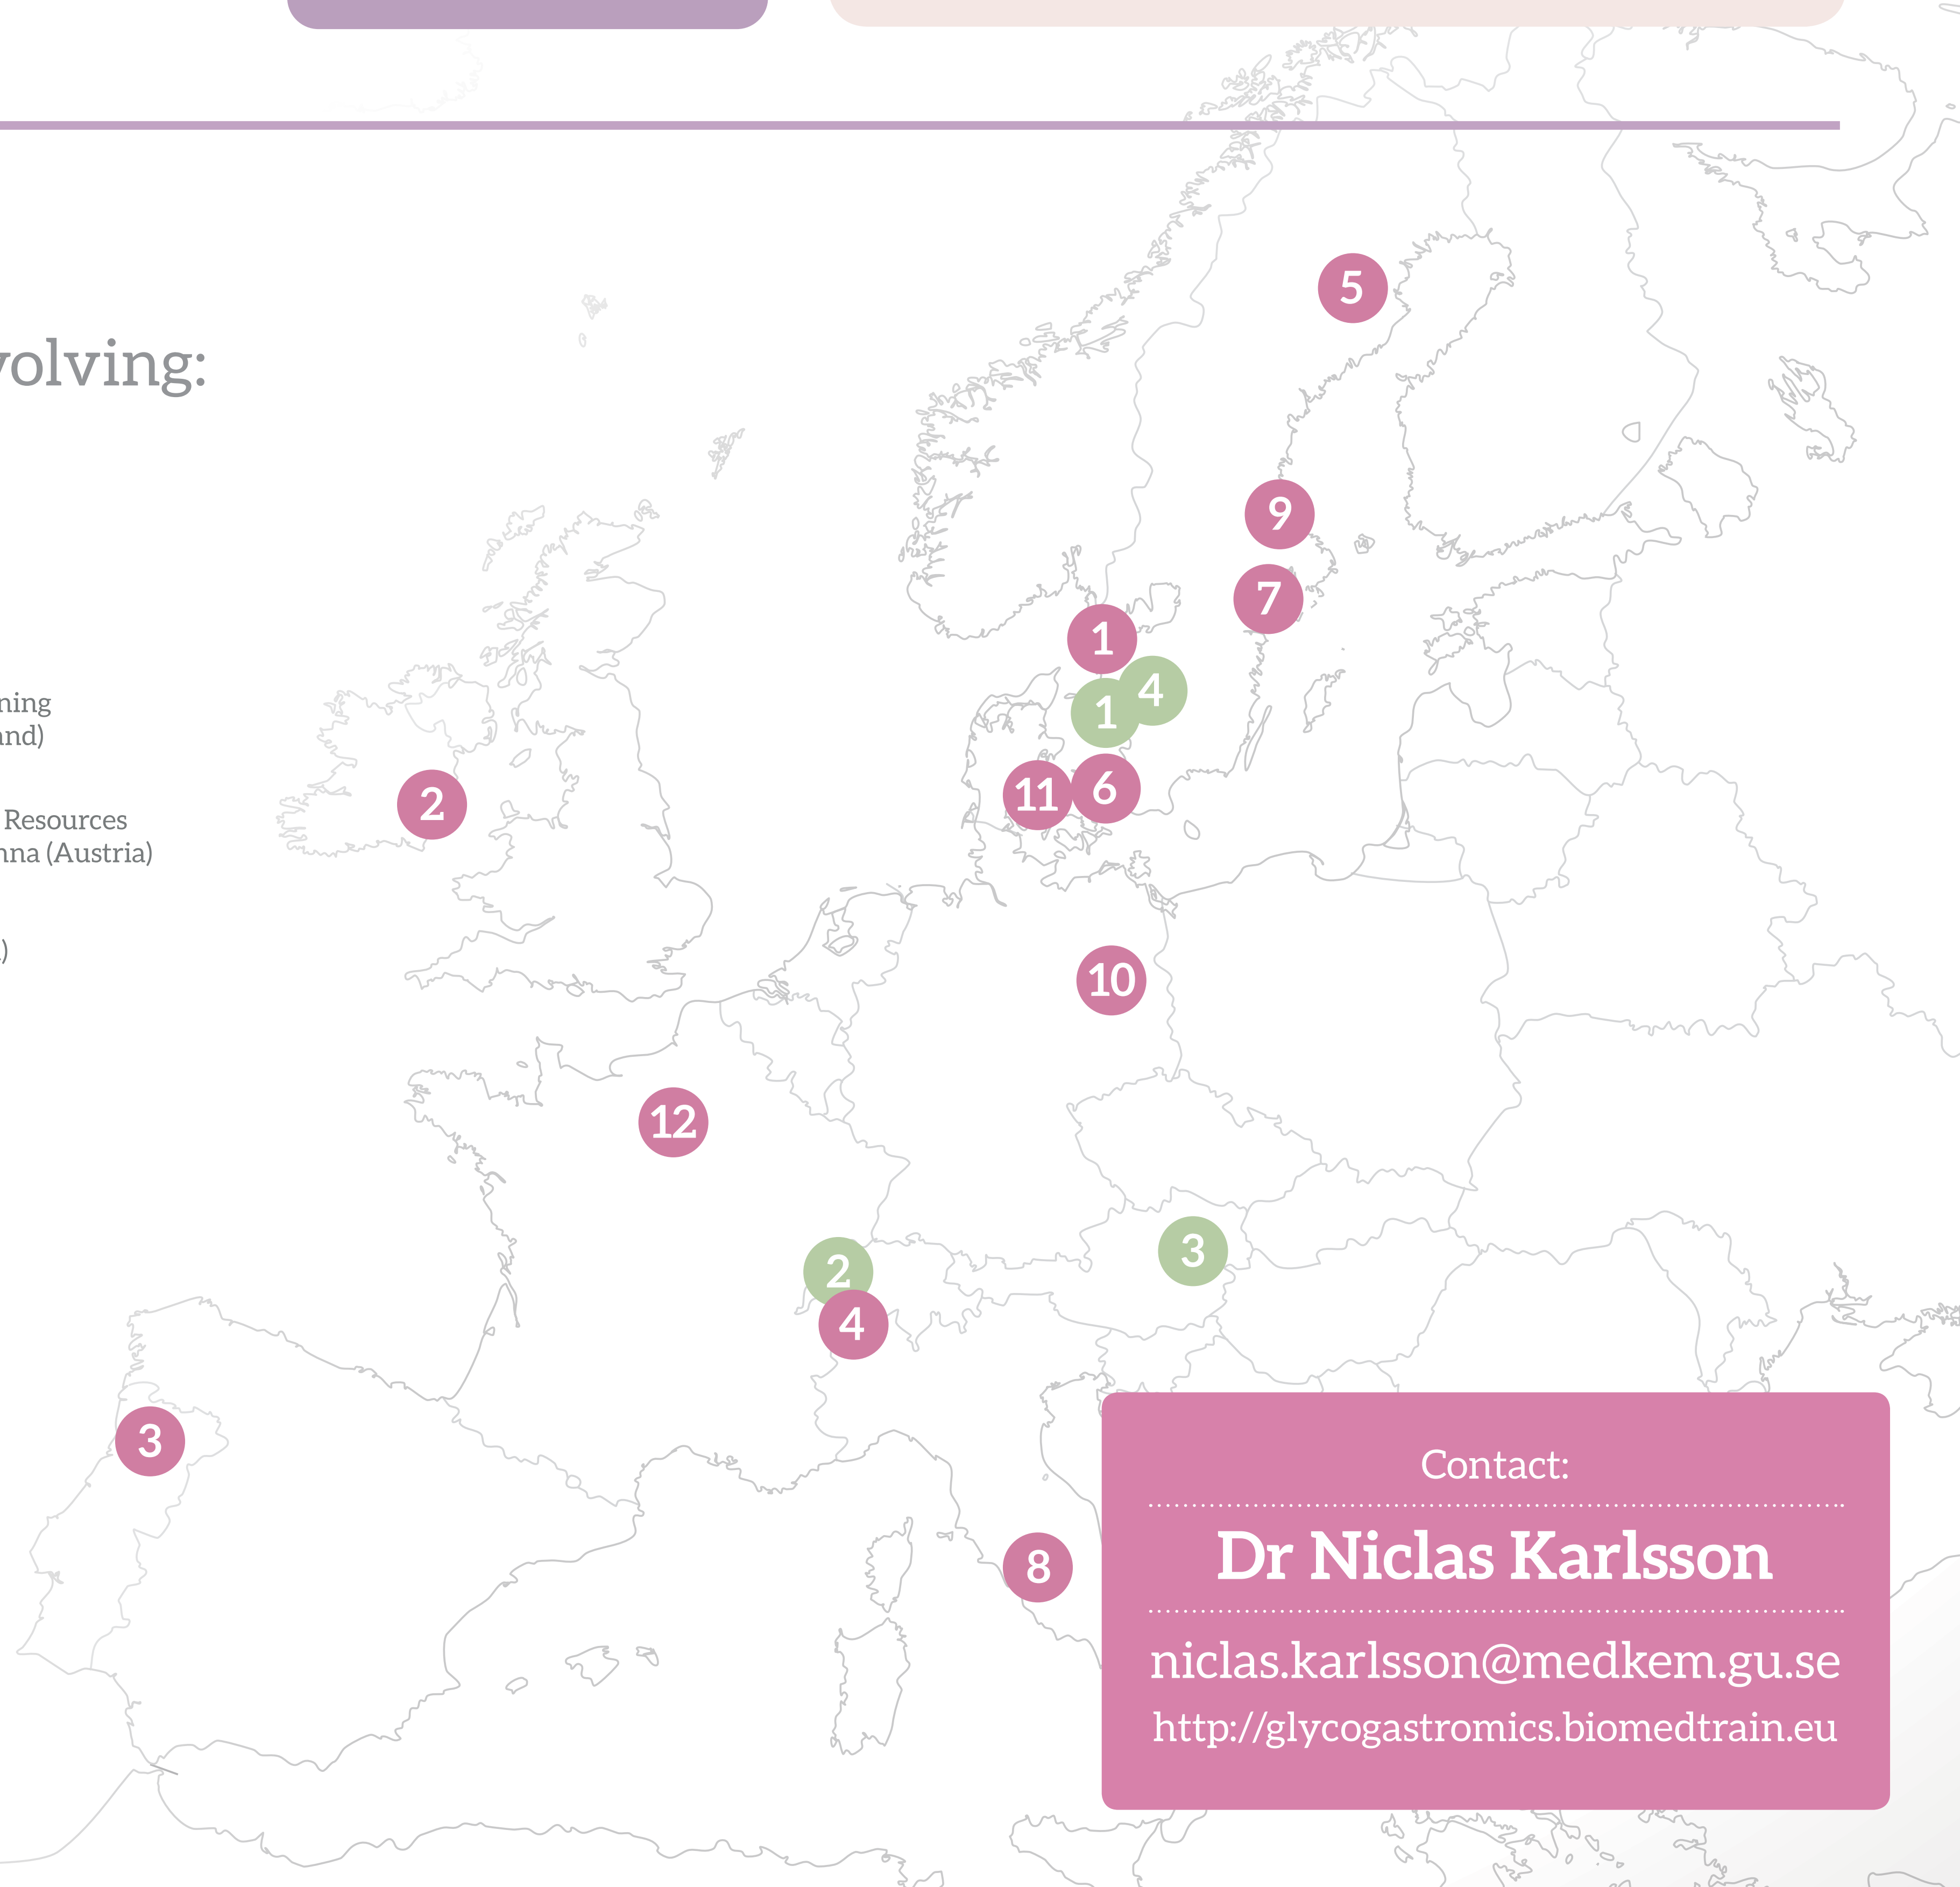 volving:
ning
and)
Resources
nna (Austria)
)
5
9
7
1
4
1
11
6
2
10
12
3
2
4
3
8
Contact:
Dr Niclas Karlsson
niclas.karlsson@medkem.gu.se
http://glycogastromics.biomedtrain.eu